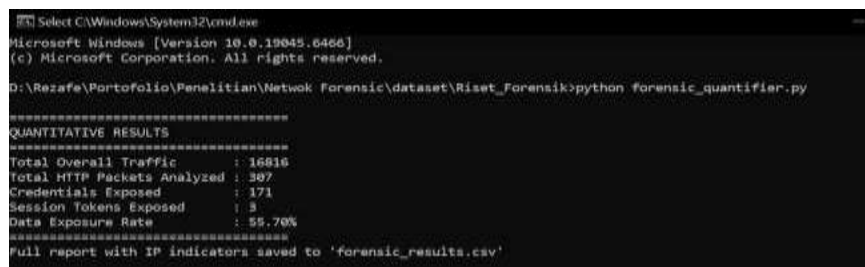 Select C:\Windows\System32\cmd.exe
Microsoft Windows [Version 10.0.19045.6466]
(c) Microsoft Corporation. All rights reserved.
D:\Rezafe\Portofolio\Penelitian\Netwok Forensic\dataset\Riset_Forensik>python forensic_quantifier.py
====================================
QUANTITATIVE RESULTS
====================================
Total Overall Traffic : 16816
Total HTTP Packets Analyzed : 307
Credentials Exposed : 171
Session Tokens Exposed : 3
Data Exposure Rate : 55.70%
====================================
Full report with IP indicators saved to 'forensic_results.csv'